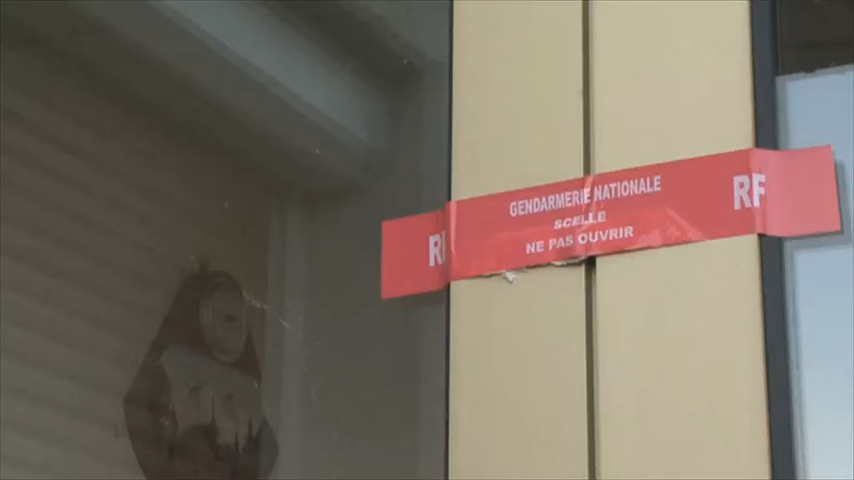 GENDARMERIE NATIONALE
SCELLE
NE PAS OUVRIR
RF
RF